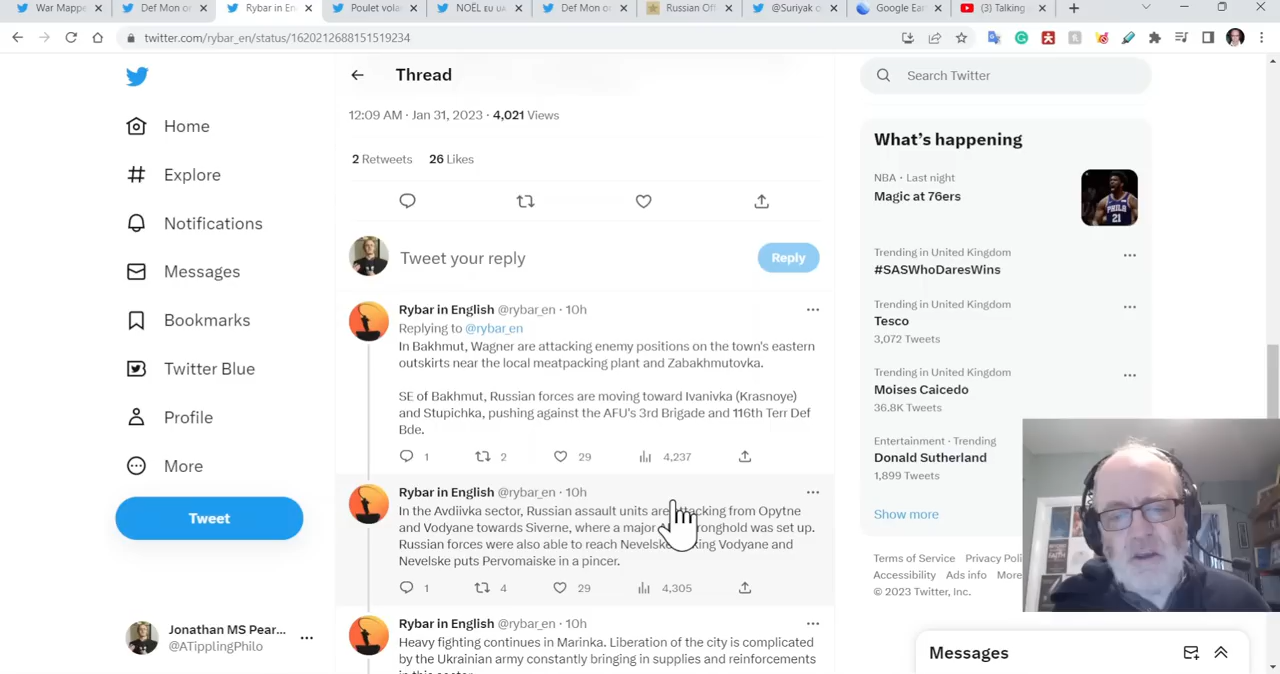 War Mappe
Def Mon or
Rybar in En
Poulet vola
NOËL EU UA
Def Mon or
Russian Off
@Suriyak
Google Ear
(3) Talking
twitter.com/rybar_en/status/1620212688151519234
Home
Explore
Notifications
Messages
Bookmarks
Twitter Blue
Profile
More
Tweet
Jonathan MS Pear...
@ATipplingPhilo
Thread
12:09 AM · Jan 31, 2023 · 4,021 Views
2 Retweets 26 Likes
Tweet your reply
Reply
Rybar in English @rybar_en · 10h
Replying to @rybar_en
In Bakhmut, Wagner are attacking enemy positions on the town's eastern
outskirts near the local meatpacking plant and Zabakhmutovka.
SE of Bakhmut, Russian forces are moving toward Ivanivka (Krasnoye)
and Stupichka, pushing against the AFU's 3rd Brigade and 116th Terr Def
Bde.
1 2 29 4,237
Rybar in English @rybar_en · 10h
In the Avdiivka sector, Russian assault units are attacking from Opytne
and Vodyane towards Siverne, where a major stronghold was set up.
Russian forces were also able to reach Nevelske. Vodyane and
Nevelske puts Pervomaiske in a pincer.
1 4 29 4,305
Rybar in English @rybar_en · 10h
Heavy fighting continues in Marinka. Liberation of the city is complicated
by the Ukrainian army constantly bringing in supplies and reinforcements
in this sector
Search Twitter
What's happening
NBA · Last night
Magic at 76ers
PHILA
21
Trending in United Kingdom
#SASWhoDaresWins
Trending in United Kingdom
Tesco
3,072 Tweets
Trending in United Kingdom
Moises Caicedo
36.8K Tweets
Entertainment · Trending
Donald Sutherland
1,899 Tweets
Show more
Terms of Service Privacy Poli
Accessibility Ads info More
© 2023 Twitter, Inc.
Messages